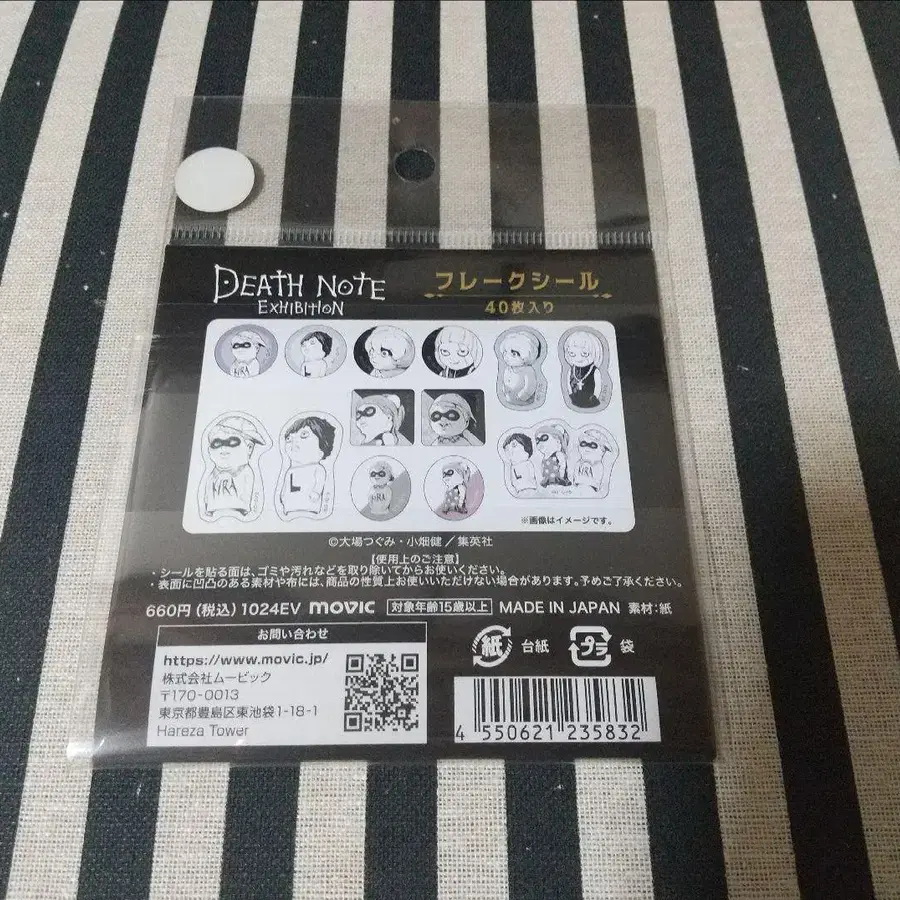 DEATH NOTE
EXHIBITION
フレークシール
40枚入り
KIRA
KIRA
L
KIRA
L
KIRA
※画像はイメージです。
©大場つぐみ・小畑健／集英社
【使用上のご注意】
・シールを貼る面は、ゴミや汚れなどを取り除いてからお使いください。
・表面に凹凸のある素材や布には、商品の性質上お使いいただけない場合があります。予めご了承ください。
660円(税込) 1024EV movic 対象年齢15歳以上 MADE IN JAPAN 素材:紙
お問い合わせ
https://www.movic.jp/
株式会社ムービック
〒170-0013
東京都豊島区東池袋1-18-1
Hareza Tower
紙 台紙 プラ 袋
4 550621 235832